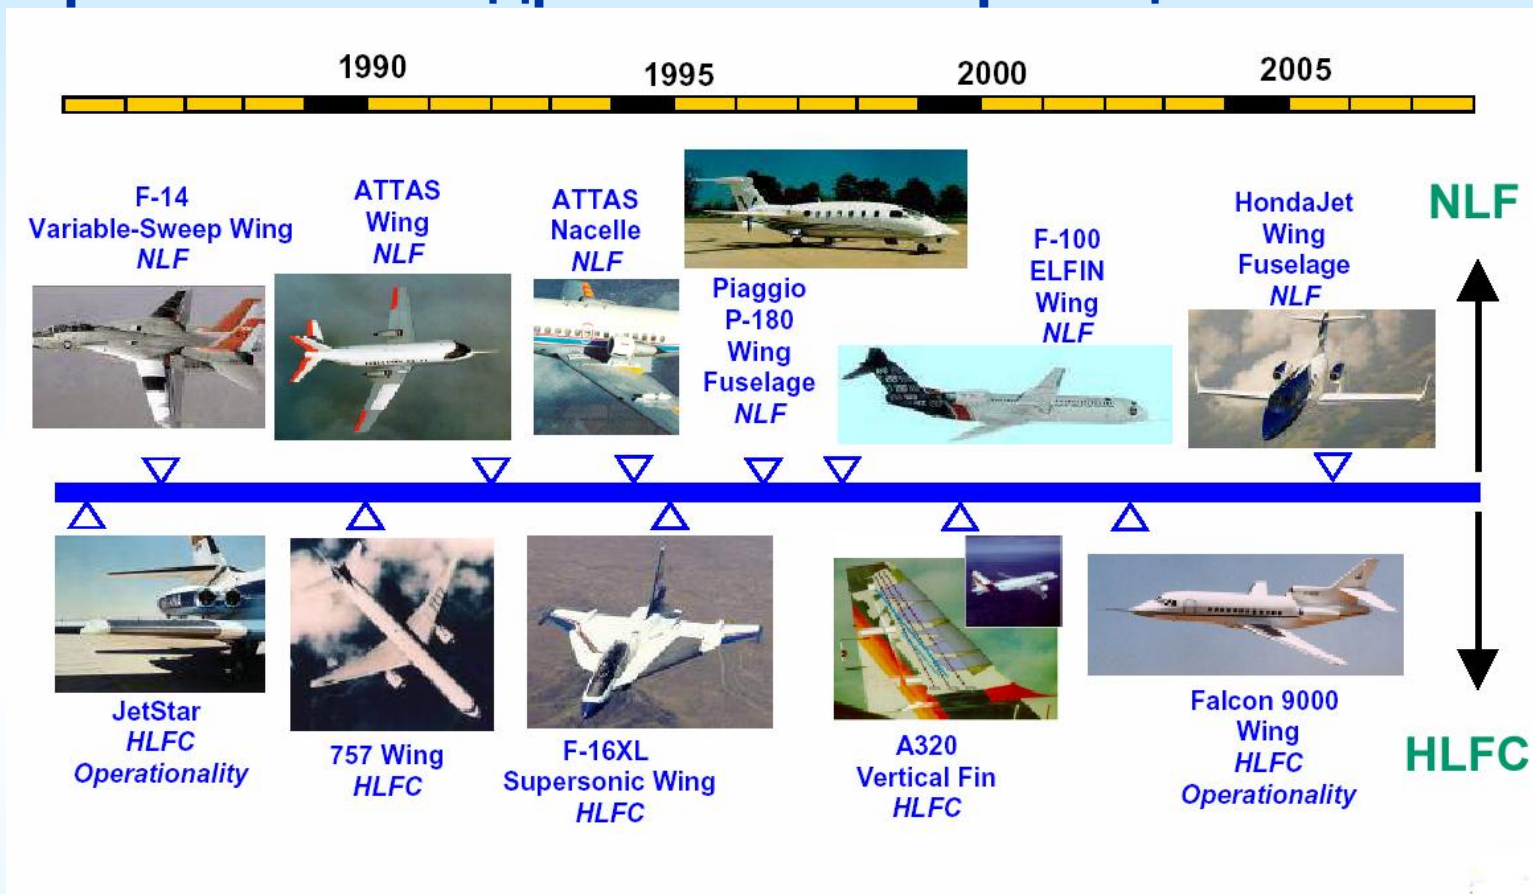 1990
1995
2000
2005
F-14
Variable-Sweep Wing
NLF
ATTAS
Wing
NLF
ATTAS
Nacelle
NLF
Piaggio
P-180
Wing
Fuselage
NLF
F-100
ELFIN
Wing
NLF
HondaJet
Wing
Fuselage
NLF
NLF
JetStar
HLFC
Operationality
757 Wing
HLFC
F-16XL
Supersonic Wing
HLFC
A320
Vertical Fin
HLFC
Falcon 9000
Wing
HLFC
Operationality
HLFC